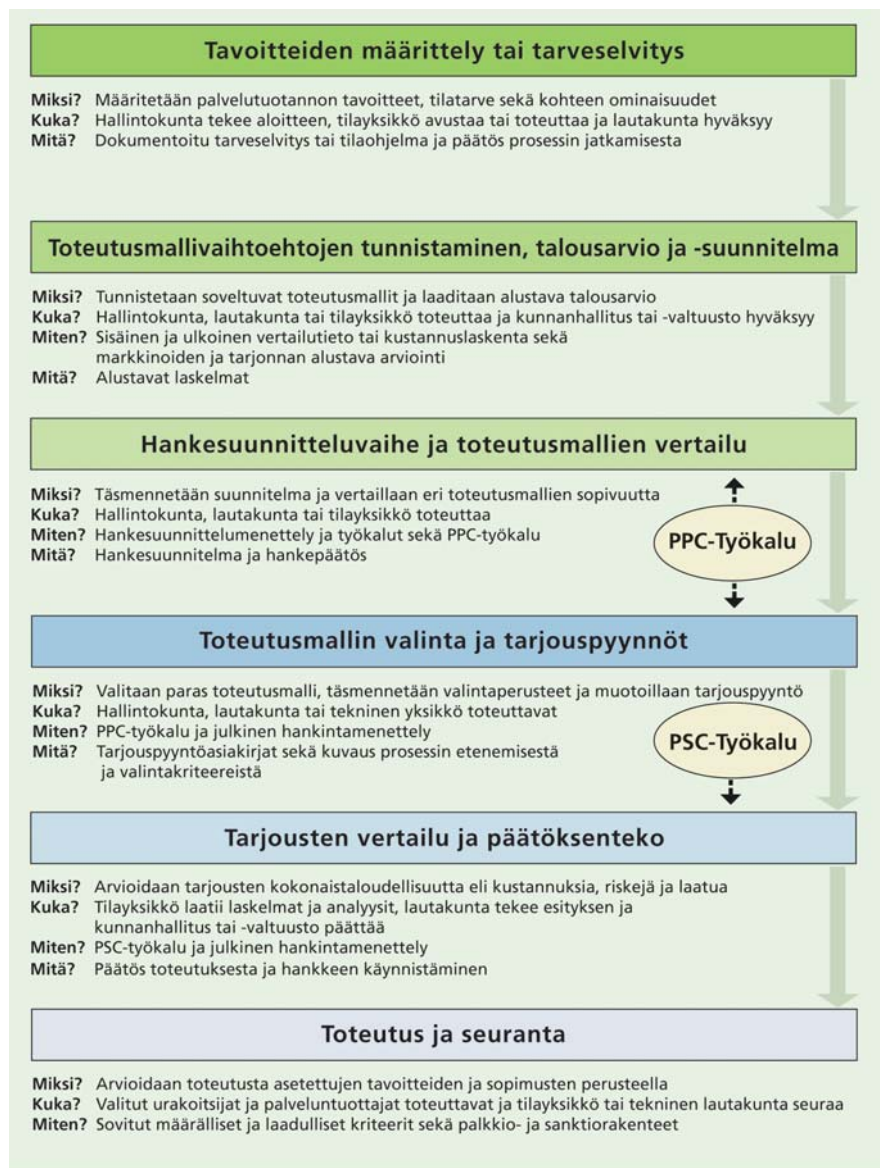 Tavoitteiden määrittely tai tarveselvitys
Miksi? Määritetään palvelutuotannon tavoitteet, tilatarve sekä kohteen ominaisuudet
Kuka? Hallintokunta tekee aloitteen, tilayksikkö avustaa tai toteuttaa ja lautakunta hyväksyy
Mitä? Dokumentoitu tarveselvitys tai tilaohjelma ja päätös prosessin jatkamisesta
Toteutusmallivaihtoehtojen tunnistaminen, talousarvio ja -suunnitelma
Miksi? Tunnistetaan soveltuvat toteutusmallit ja laaditaan alustava talousarvio
Kuka? Hallintokunta, lautakunta tai tilayksikkö toteuttaa ja kunnanhallitus tai -valtuusto hyväksyy
Miten? Sisäinen ja ulkoinen vertailutieto tai kustannuslaskenta sekä
markkinoiden ja tarjonnan alustava arviointi
Mitä? Alustavat laskelmat
Hankesuunnitteluvaihe ja toteutusmallien vertailu
Miksi? Täsmennetään suunnitelma ja vertaillaan eri toteutusmallien sopivuutta
Kuka? Hallintokunta, lautakunta tai tilayksikkö toteuttaa
Miten? Hankesuunnittelumenettely ja työkalut sekä PPC-työkalu
Mitä? Hankesuunnitelma ja hankepäätös
PPC-Työkalu
Toteutusmallin valinta ja tarjouspyynnöt
Miksi? Valitaan paras toteutusmalli, täsmennetään valintaperusteet ja muotoillaan tarjouspyyntö
Kuka? Hallintokunta, lautakunta tai tekninen yksikkö toteuttavat
Miten? PPC-työkalu ja julkinen hankintamenettely
Mitä? Tarjouspyyntöasiakirjat sekä kuvaus prosessin etenemisestä
ja valintakriteereistä
PSC-Työkalu
Tarjousten vertailu ja päätöksenteko
Miksi? Arvioidaan tarjousten kokonaistaloudellisuutta eli kustannuksia, riskejä ja laatua
Kuka? Tilayksikkö laatii laskelmat ja analyysit, lautakunta tekee esityksen ja
kunnanhallitus tai -valtuusto päättää
Miten? PSC-työkalu ja julkinen hankintamenettely
Mitä? Päätös toteutuksesta ja hankkeen käynnistäminen
Toteutus ja seuranta
Miksi? Arvioidaan toteutusta asetettujen tavoitteiden ja sopimusten perusteella
Kuka? Valitut urakoitsijat ja palveluntuottajat toteuttavat ja tilayksikkö tai tekninen lautakunta seuraa
Miten? Sovitut määrälliset ja laadulliset kriteerit sekä palkkio- ja sanktiorakenteet